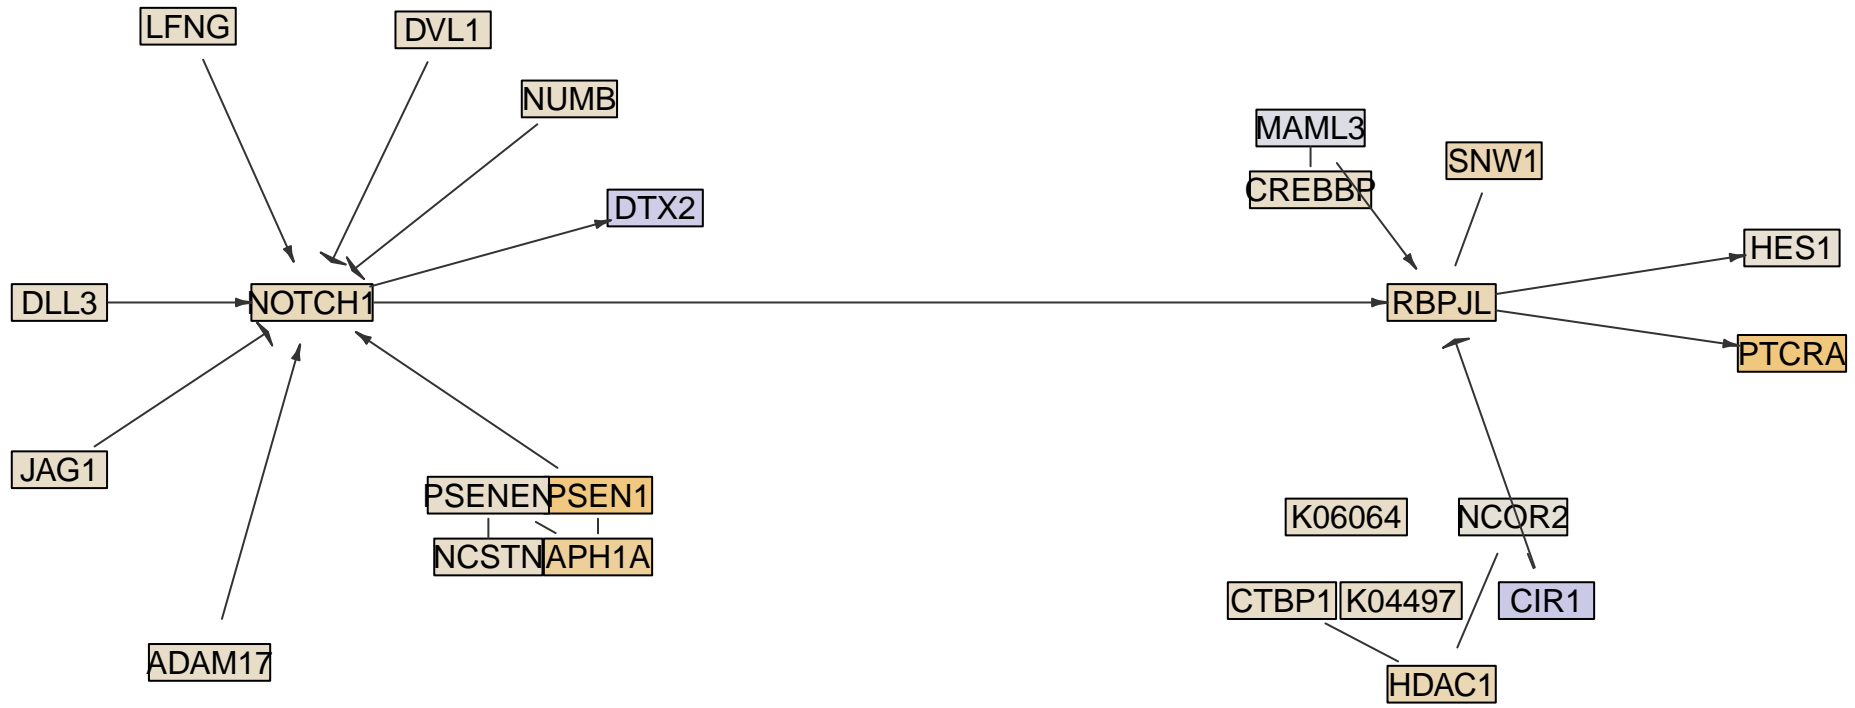 LFNG
DVL1
NUMB
MAML3
SNW1
CREBBP
DTX2
HES1
DLL3
NOTCH1
RBPJL
PTCRA
JAG1
PSENEN
PSEN1
K06064
NCOR2
NCSTN
APH1A
CTBP1
K04497
CIR1
ADAM17
HDAC1